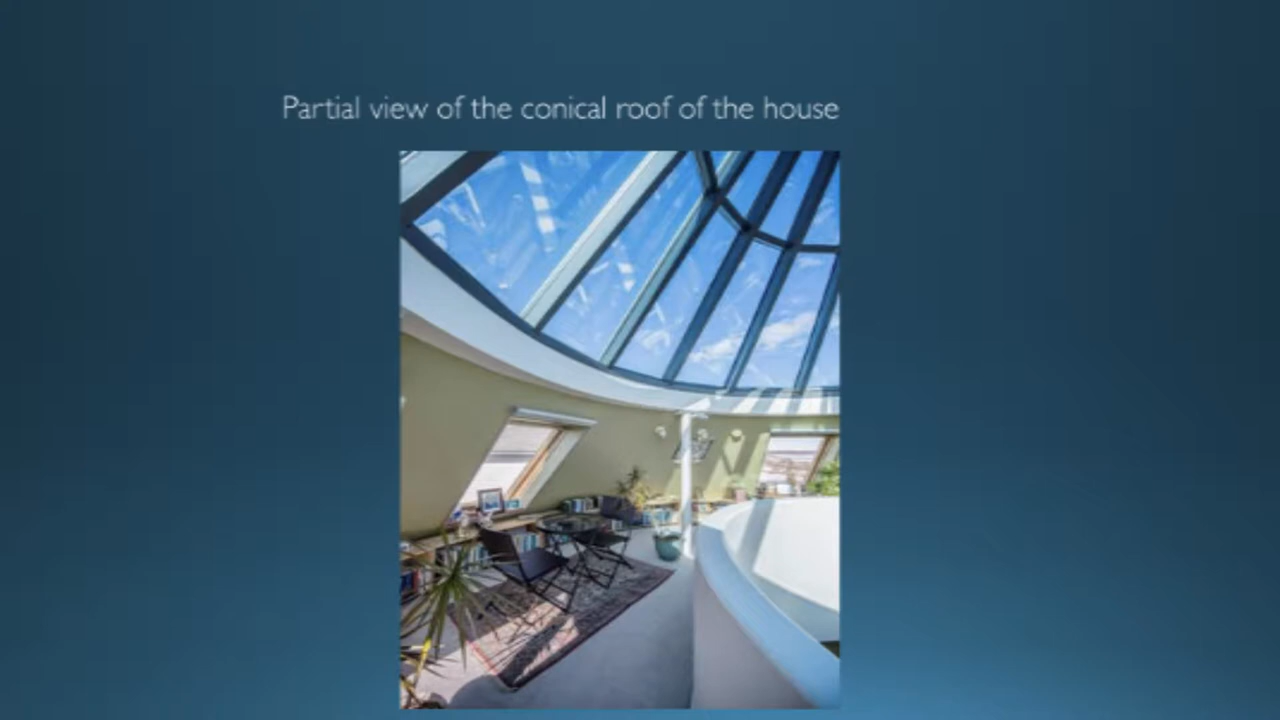 Partial view of the conical roof of the house